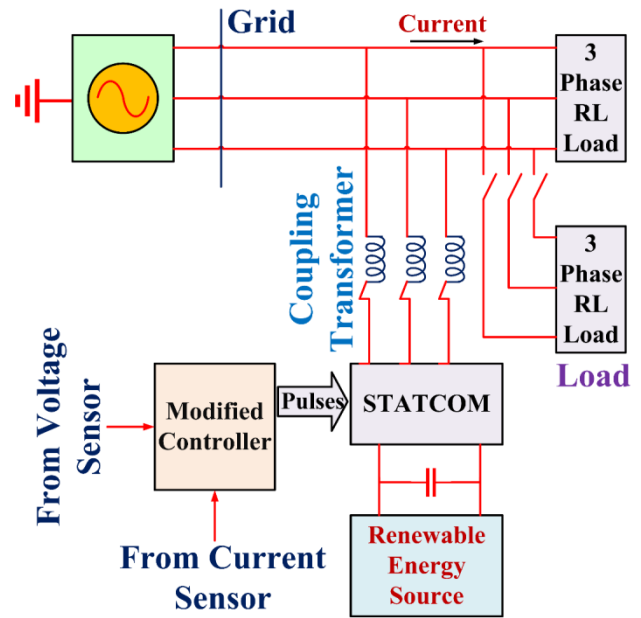 Grid
Current
3
Phase
RL
Load
Coupling
Transformer
3
Phase
RL
Load
Load
From Voltage
Sensor
Modified
Controller
Pulses
STATCOM
From Current
Sensor
Renewable
Energy
Source